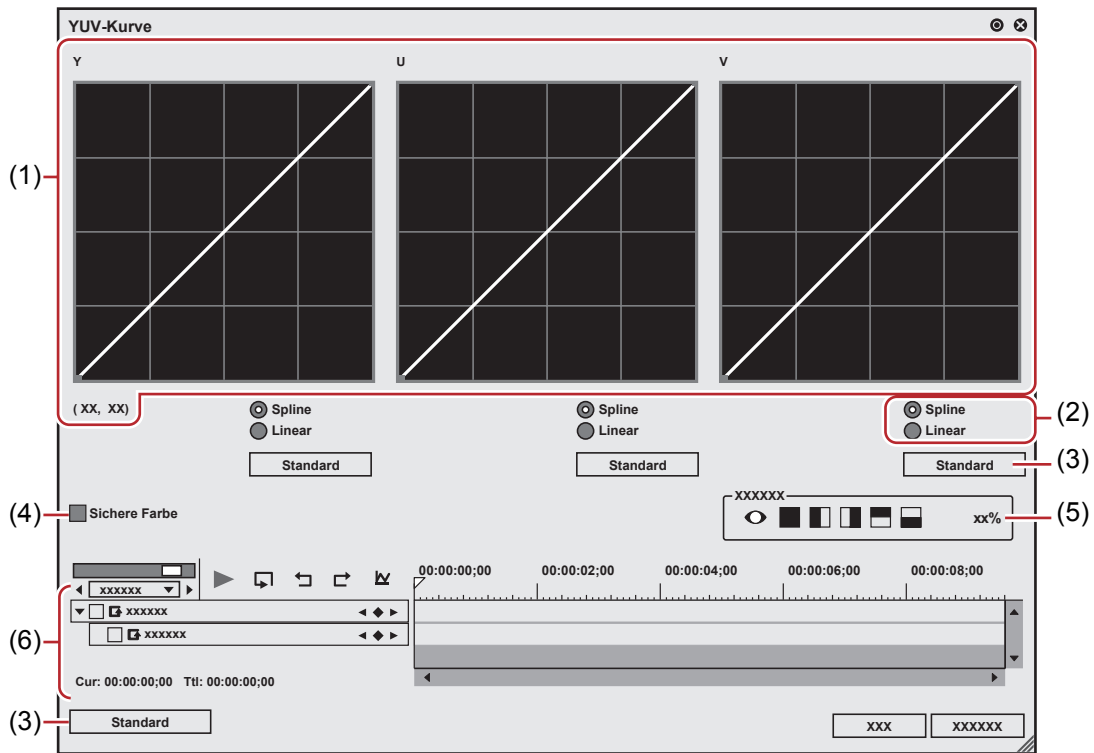 YUV-Kurve
Y U V
(1)
( XX, XX)
Spline Spline Spline
(2)
Linear Linear Linear
Standard Standard Standard
(3)
(4)
Sichere Farbe
xxxxxx
xx%
(5)
00:00:00;00 00:00:02;00 00:00:04;00 00:00:06;00 00:00:08;00
xxxxxx
xxxxxx
(6)
xxxxxx
Cur: 00:00:00;00 Ttl: 00:00:00;00
(3)
Standard
XXX
XXXXXX